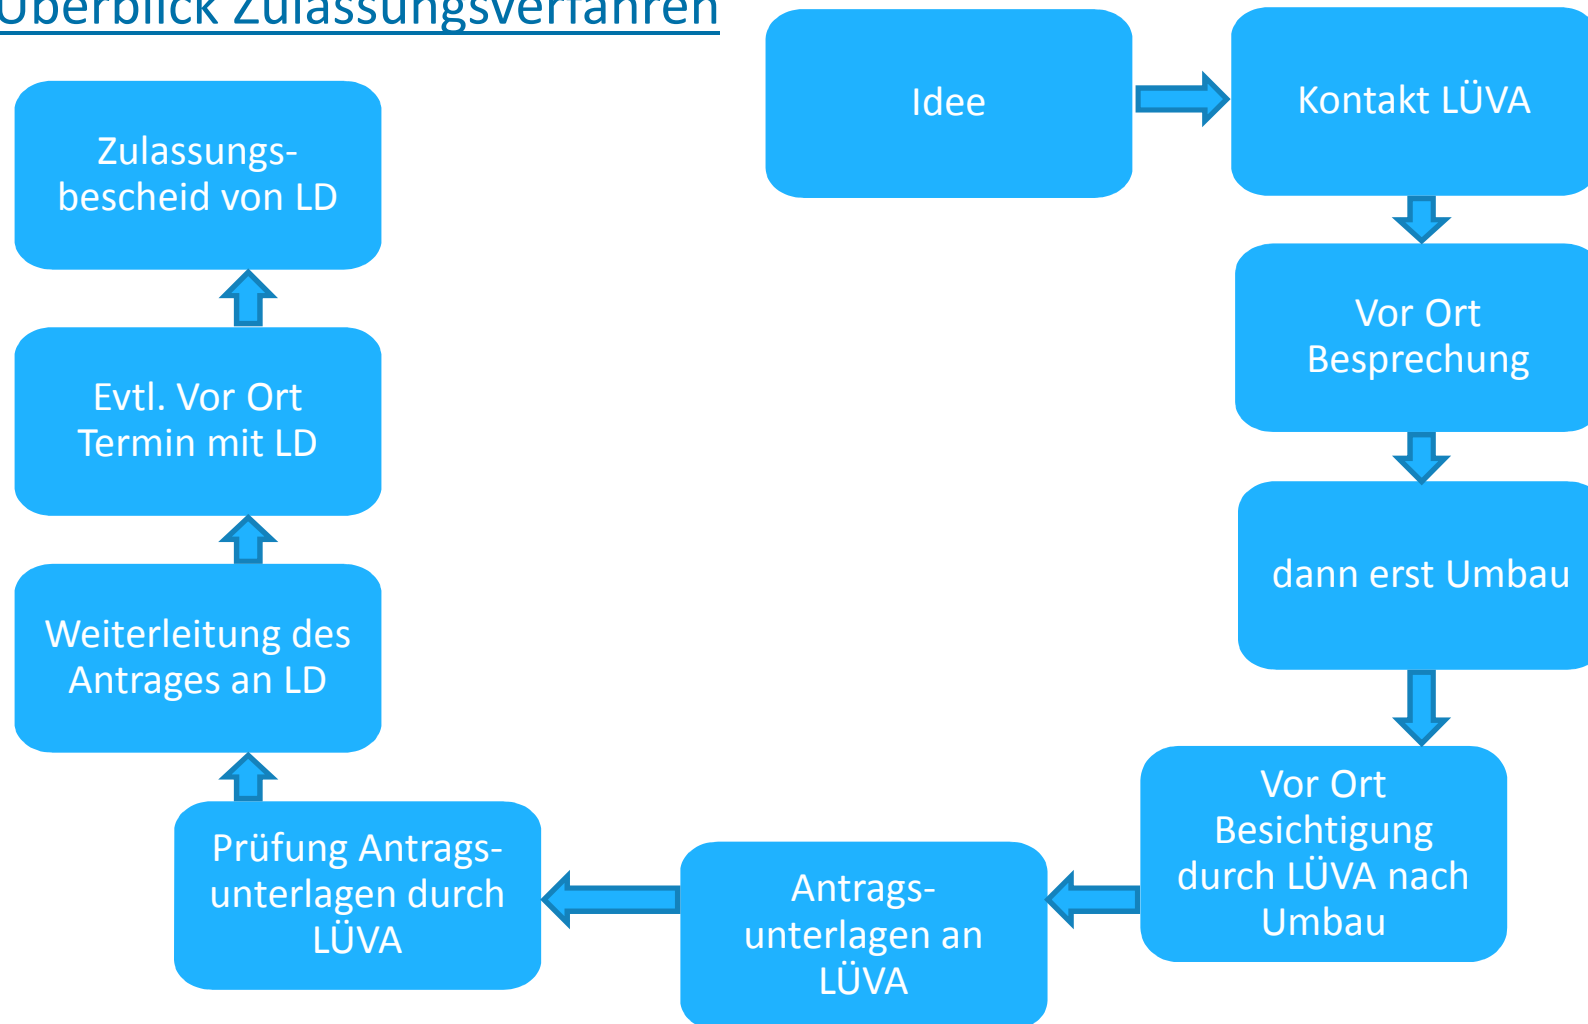 Überblick Zulassungsverfahren
Idee
Kontakt LÜVA
Vor Ort
Besprechung
dann erst Umbau
Vor Ort
Besichtigung
durch LÜVA nach
Umbau
Antrags-
unterlagen an
LÜVA
Prüfung Antrags-
unterlagen durch
LÜVA
Weiterleitung des
Antrages an LD
Evtl. Vor Ort
Termin mit LD
Zulassungs-
bescheid von LD